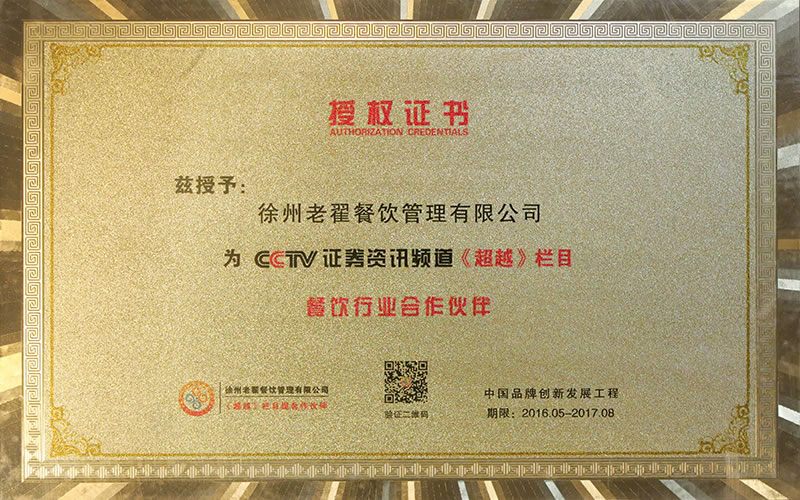 授权证书
AUTHORIZATION CREDENTIALS
兹授予：
徐州老翟餐饮管理有限公司
为 CCTV 证券资讯频道《超越》栏目
餐饮行业合作伙伴
徐州老翟餐饮管理有限公司
《超越》栏目组合作伙伴
验证二维码
中国品牌创新发展工程
期限：2016.05-2017.08